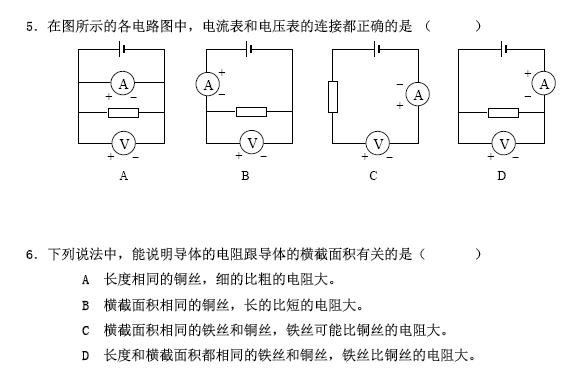 5．在图所示的各电路图中，电流表和电压表的连接都正确的是 （　　）
A A A A
+ − + − − + + −
V V V V
+ − + − + − + −
A B C D
6．下列说法中，能说明导体的电阻跟导体的横截面积有关的是（　　）
A 长度相同的铜丝，细的比粗的电阻大。
B 横截面积相同的铜丝，长的比短的电阻大。
C 横截面积相同的铁丝和铜丝，铁丝可能比铜丝的电阻大。
D 长度和横截面积都相同的铁丝和铜丝，铁丝比铜丝的电阻大。